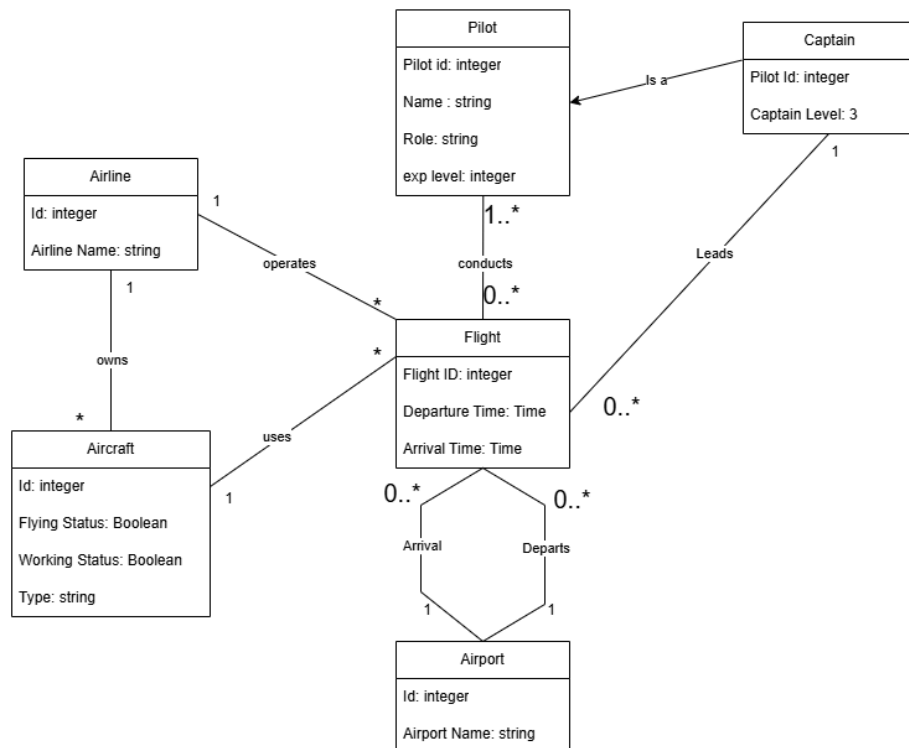 Pilot
Pilot id: integer
Name : string
Role: string
exp level: integer
Captain
Pilot Id: integer
Captain Level: 3
Is a
1
Airline
Id: integer
Airline Name: string
1
1
operates
*
1..*
conducts
0..*
Leads
0..*
owns
*
Flight
Flight ID: integer
Departure Time: Time
Arrival Time: Time
*
uses
1
Aircraft
Id: integer
Flying Status: Boolean
Working Status: Boolean
Type: string
0..*
0..*
Arrival
Departs
1
1
Airport
Id: integer
Airport Name: string